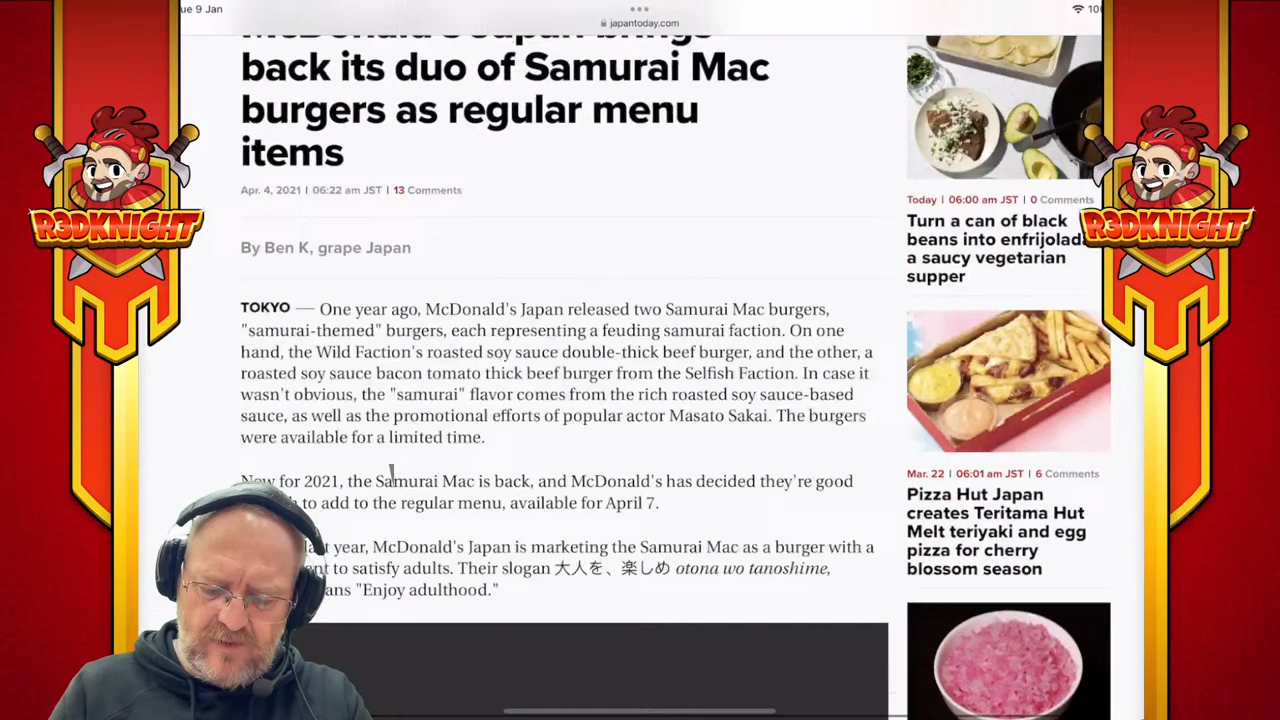 ue 9 Jan
japantoday.com
10
McDonald's Japan brings
back its duo of Samurai Mac
burgers as regular menu
items
Apr. 4, 2021 | 06:22 am JST | 13 Comments
By Ben K, grape Japan
TOKYO — One year ago, McDonald's Japan released two Samurai Mac burgers,
"samurai-themed" burgers, each representing a feuding samurai faction. On one
hand, the Wild Faction's roasted soy sauce double-thick beef burger, and the other, a
roasted soy sauce bacon tomato thick beef burger from the Selfish Faction. In case it
wasn't obvious, the "samurai" flavor comes from the rich roasted soy sauce-based
sauce, as well as the promotional efforts of popular actor Masato Sakai. The burgers
were available for a limited time.
Now for 2021, the Samurai Mac is back, and McDonald's has decided they're good
to add to the regular menu, available for April 7.
last year, McDonald's Japan is marketing the Samurai Mac as a burger with a
to satisfy adults. Their slogan 大人を、楽しめ otona wo tanoshime,
"Enjoy adulthood."
Today | 06:00 am JST | 0 Comments
Turn a can of black
beans into enfrijolad
a saucy vegetarian
supper
Mar. 22 | 06:01 am JST | 6 Comments
Pizza Hut Japan
creates Teritama Hut
Melt teriyaki and egg
pizza for cherry
blossom season
R3DKNIGHT
R3DKNIGHT